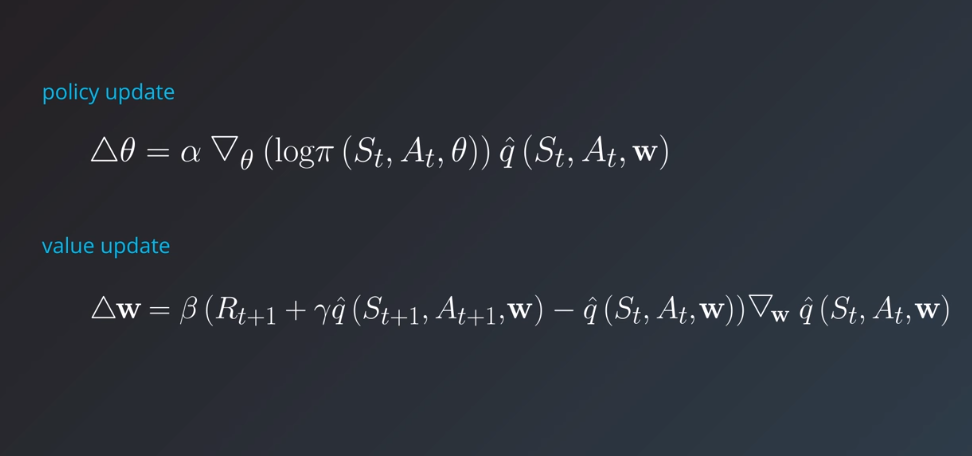 policy update
△θ = α ▽_θ (logπ (S_t, A_t, θ)) q̂ (S_t, A_t, w)
value update
△w = β (R_{t+1} + γq̂ (S_{t+1}, A_{t+1},w) − q̂ (S_t, A_t,w))▽_w q̂ (S_t, A_t,w)